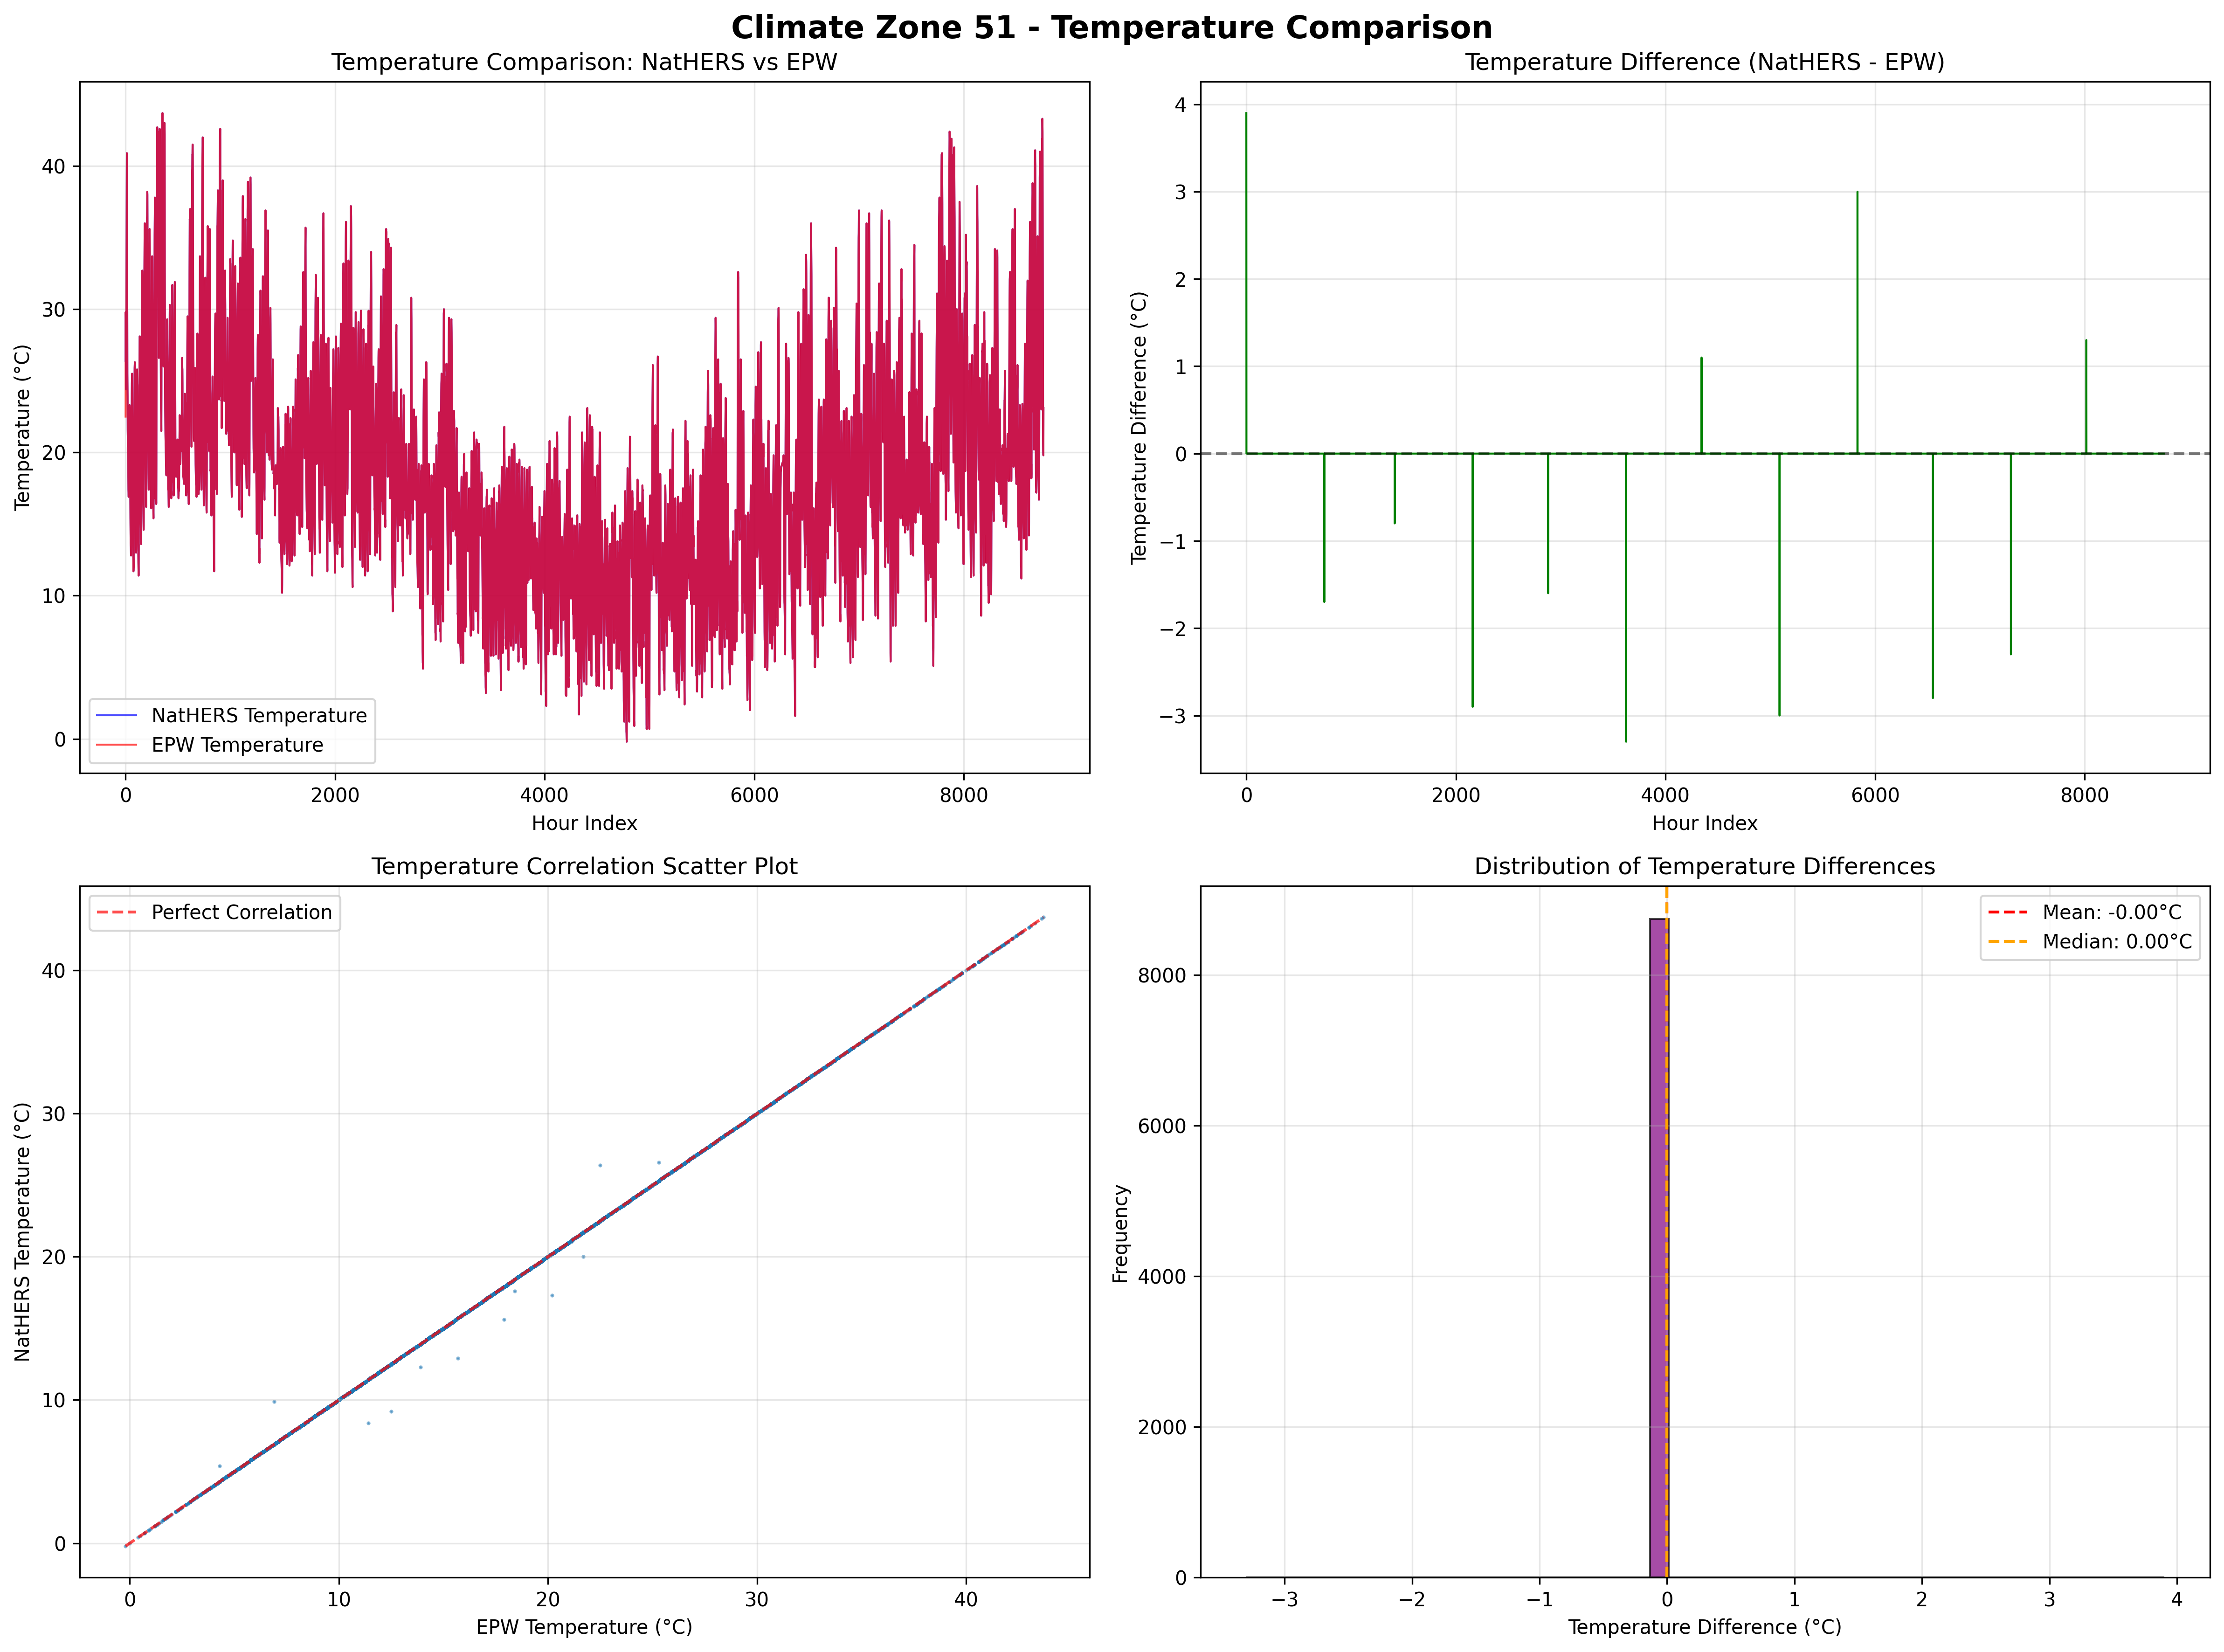 Climate Zone 51 - Temperature Comparison
Temperature Comparison: NatHERS vs EPW
Temperature (°C)
40
30
20
10
0
NatHERS Temperature
EPW Temperature
0 2000 4000 6000 8000
Hour Index
Temperature Difference (NatHERS - EPW)
Temperature Difference (°C)
4
3
2
1
0
−1
−2
−3
0 2000 4000 6000 8000
Hour Index
Temperature Correlation Scatter Plot
Perfect Correlation
NatHERS Temperature (°C)
40
30
20
10
0
0 10 20 30 40
EPW Temperature (°C)
Distribution of Temperature Differences
Mean: -0.00°C
Median: 0.00°C
Frequency
8000
6000
4000
2000
0
−3 −2 −1 0 1 2 3 4
Temperature Difference (°C)